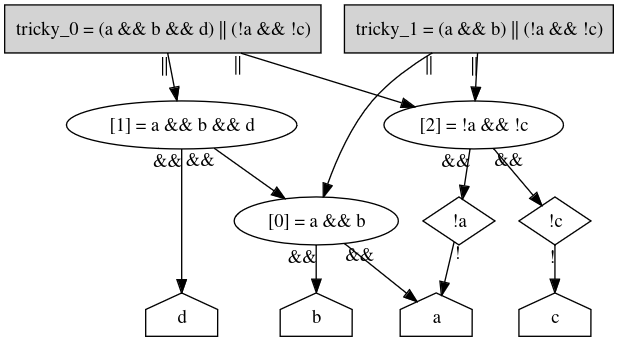 tricky_0 = (a && b && d) || (!a && !c)
tricky_1 = (a && b) || (!a && !c)
||
||
||
||
[1] = a && b && d
[2] = !a && !c
&&
&&
&&
&&
[0] = a && b
!a
!c
&&
&&
!
!
d
b
a
c